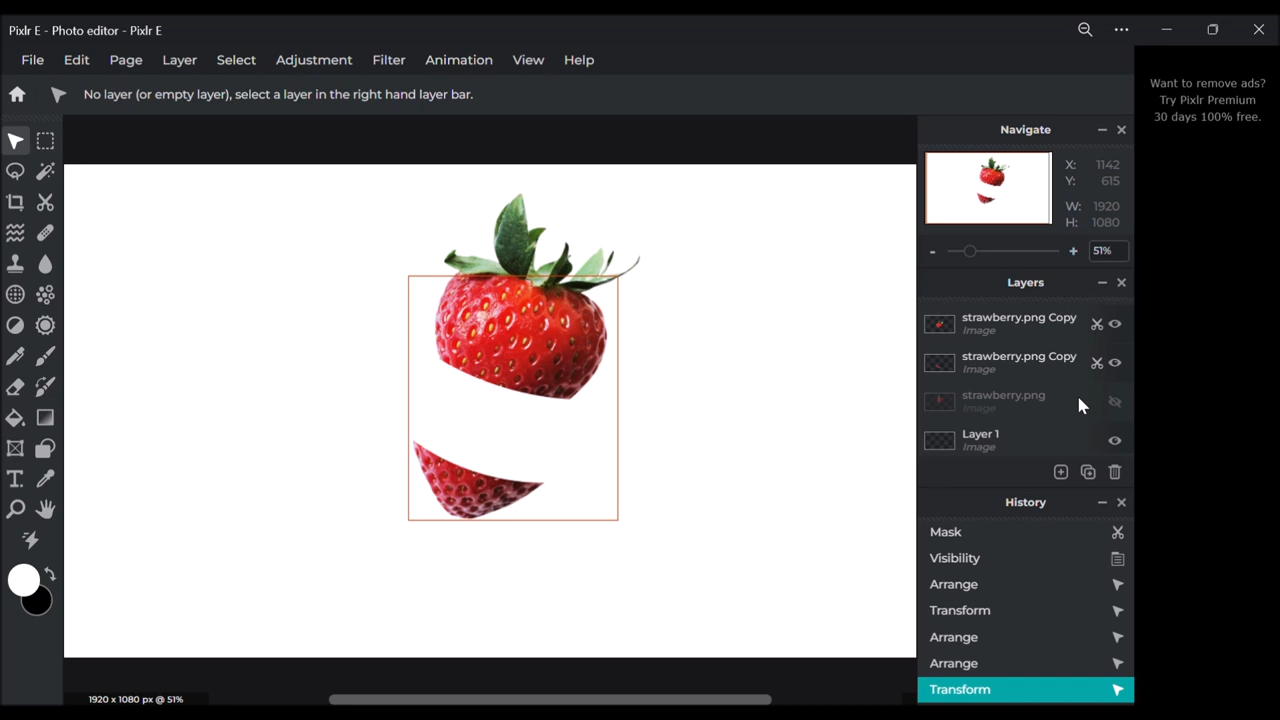 Pixlr E - Photo editor - Pixlr E
File Edit Page Layer Select Adjustment Filter Animation View Help
No layer (or empty layer), select a layer in the right hand layer bar.
Want to remove ads?
Try Pixlr Premium
30 days 100% free.
Navigate
X: 1142
Y: 615
W: 1920
H: 1080
- + 51%
Layers
strawberry.png Copy
Image
strawberry.png Copy
Image
strawberry.png
Image
Layer 1
Image
History
Mask
Visibility
Arrange
Transform
Arrange
Arrange
Transform
T
1920 x 1080 px @ 51%